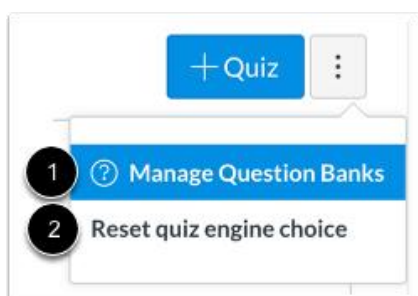 + Quiz
1 ? Manage Question Banks
2 Reset quiz engine choice